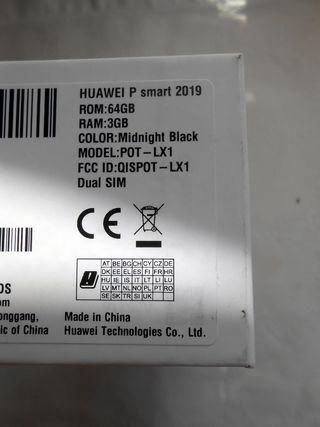 HUAWEI P smart 2019
ROM:64GB
RAM:3GB
COLOR:Midnight Black
MODEL:POT-LX1
FCC ID:QISPOT-LX1
Dual SIM
CE
AT BE BG CH CY CZ DE
DK EE EL ES FI FR HR
HU IE IS IT LT LI LU
LV MT NL NO PL PT RO
SE SK TR SI UK
DS
om
onggang,
ic of China
Made in China
Huawei Technologies Co., Ltd.